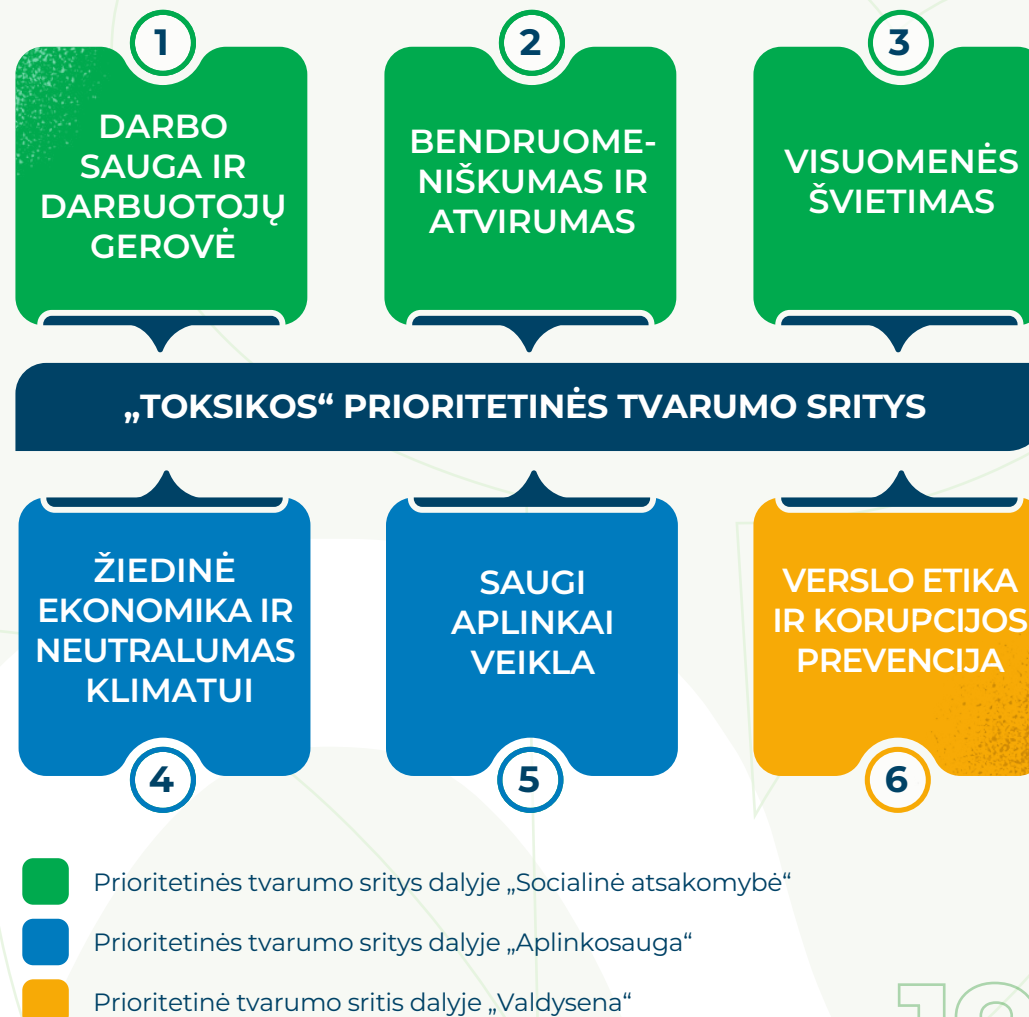 1
DARBO
SAUGA IR
DARBUOTOJŲ
GEROVĖ
2
BENDRUOME-
NIŠKUMAS IR
ATVIRUMAS
3
VISUOMENĖS
ŠVIETIMAS
„TOKSIKOS“ PRIORITETINĖS TVARUMO SRITYS
ŽIEDINĖ
EKONOMIKA IR
NEUTRALUMAS
KLIMATUI
4
SAUGI
APLINKAI
VEIKLA
5
VERSLO ETIKA
IR KORUPCIJOS
PREVENCIJA
6
Prioritetinės tvarumo sritys dalyje „Socialinė atsakomybė“
Prioritetinės tvarumo sritys dalyje „Aplinkosauga“
Prioritetinė tvarumo sritis dalyje „Valdysena“